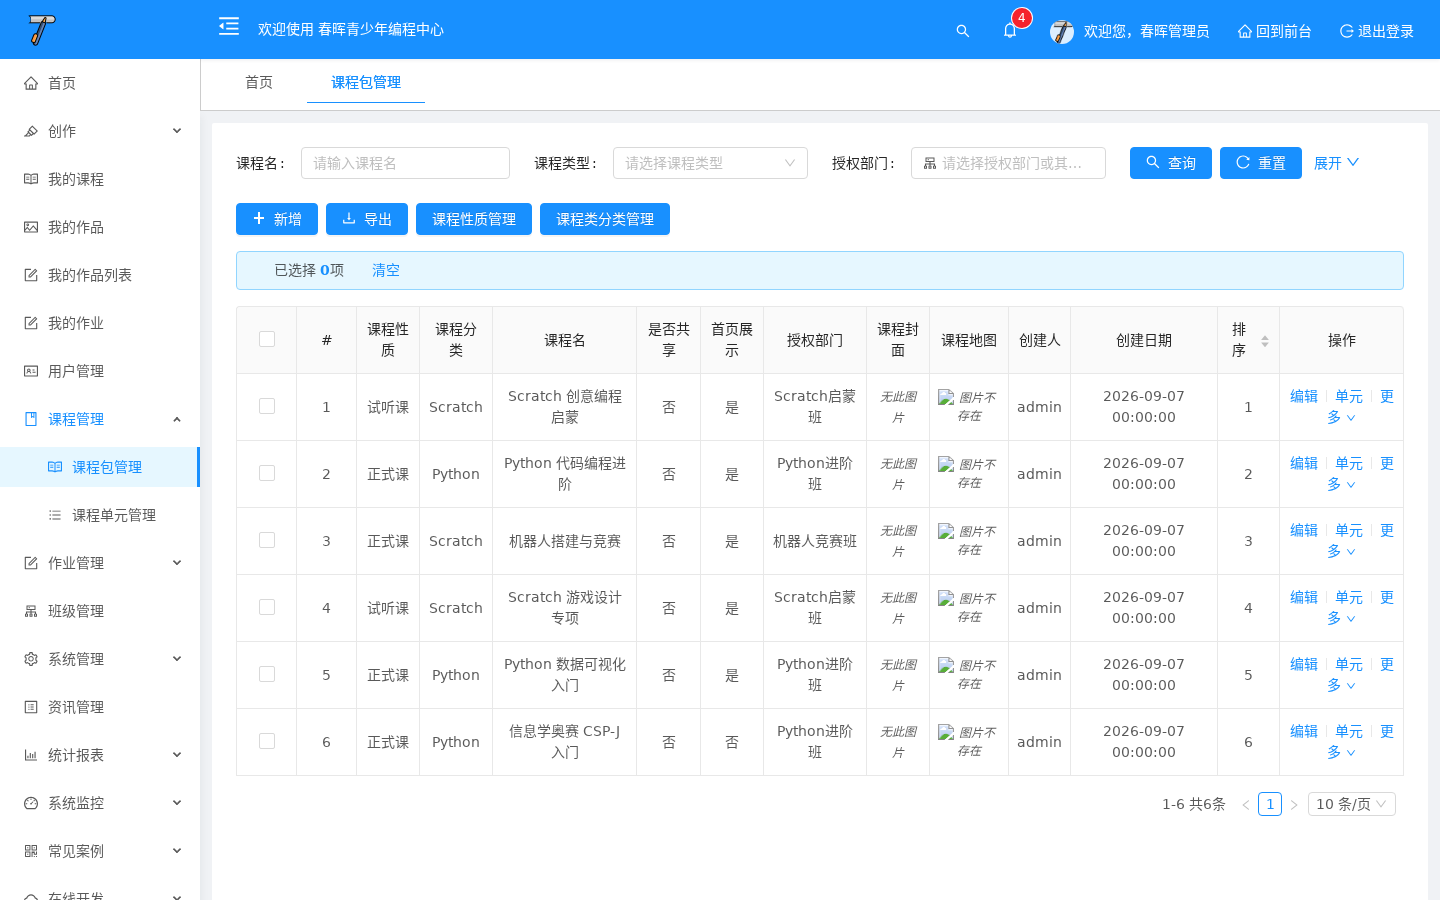 欢迎使用 春晖青少年编程中心
4
欢迎您，春晖管理员
回到前台
退出登录
首页
创作
我的课程
我的作品
我的作品列表
我的作业
用户管理
课程管理
课程包管理
课程单元管理
作业管理
班级管理
系统管理
资讯管理
统计报表
系统监控
常见案例
在线开发
首页 课程包管理
课程名： 请输入课程名 课程类型： 请选择课程类型 授权部门： 请选择授权部门或其... 查询 重置 展开
新增 导出 课程性质管理 课程类分类管理
已选择 0项 清空
# 课程性质 课程分类 课程名 是否共享 首页展示 授权部门 课程封面 课程地图 创建人 创建日期 排序 操作
1 试听课 Scratch Scratch 创意编程启蒙 否 是 Scratch启蒙班 无此图片 图片不存在 admin 2026-09-07 00:00:00 1 编辑 单元 更多
2 正式课 Python Python 代码编程进阶 否 是 Python进阶班 无此图片 图片不存在 admin 2026-09-07 00:00:00 2 编辑 单元 更多
3 正式课 Scratch 机器人搭建与竞赛 否 是 机器人竞赛班 无此图片 图片不存在 admin 2026-09-07 00:00:00 3 编辑 单元 更多
4 试听课 Scratch Scratch 游戏设计专项 否 是 Scratch启蒙班 无此图片 图片不存在 admin 2026-09-07 00:00:00 4 编辑 单元 更多
5 正式课 Python Python 数据可视化入门 否 是 Python进阶班 无此图片 图片不存在 admin 2026-09-07 00:00:00 5 编辑 单元 更多
6 正式课 Python 信息学奥赛 CSP-J 入门 否 否 Python进阶班 无此图片 图片不存在 admin 2026-09-07 00:00:00 6 编辑 单元 更多
1-6 共6条 1 10 条/页